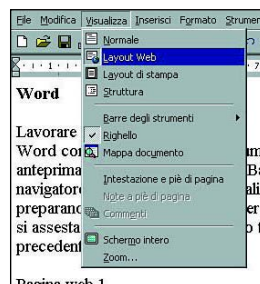 File Modifica Visualizza Inserisci Formato Strumen
Normale
Layout Web
Layout di stampa
Struttura
Barre degli strumenti
Righello
Mappa documento
Intestazione e piè di pagina
Note a piè di pagina
Commenti
Schermo intero
Zoom...
Word
Lavorare
Word co
anteprima
navigator
preparan
si assesta
preceden
Pagina web 1